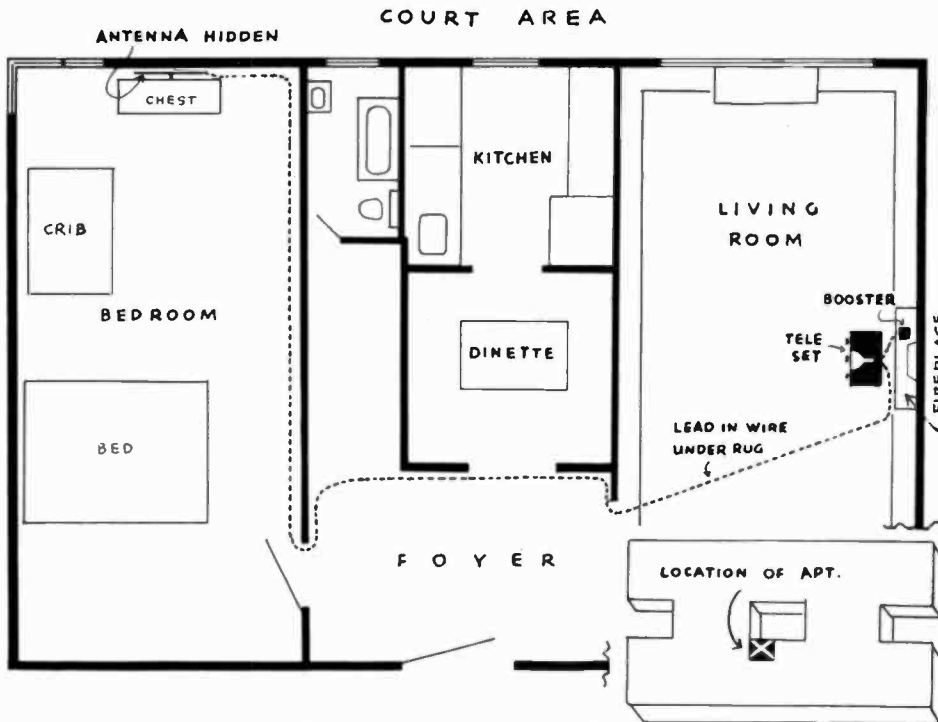 COURT AREA
ANTENNA HIDDEN
CHEST
KITCHEN
LIVING
ROOM
CRIB
BEDROOM
BOOSTER
TELE
SET
FIREPLACE
DINETTE
BED
LEAD IN WIRE
UNDER RUG
FOYER
LOCATION OF APT.